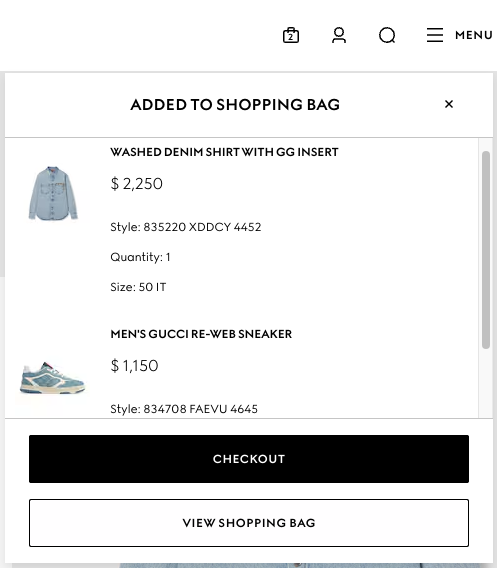 2
MENU
ADDED TO SHOPPING BAG
WASHED DENIM SHIRT WITH GG INSERT
$ 2,250
Style: 835220 XDDCY 4452
Quantity: 1
Size: 50 IT
MEN'S GUCCI RE-WEB SNEAKER
$ 1,150
Style: 834708 FAEVU 4645
CHECKOUT
VIEW SHOPPING BAG